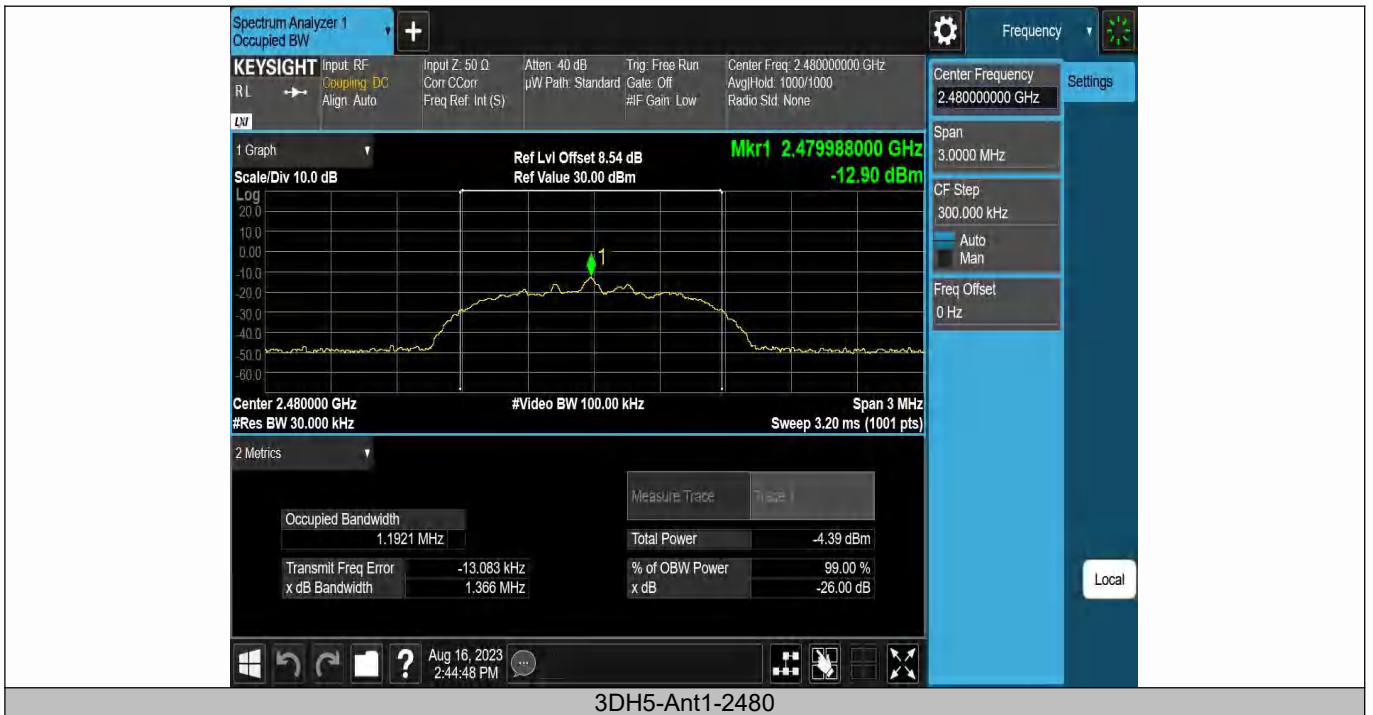 Spectrum Analyzer 1
Occupied BW
+
Frequency
KEYSIGHT
R L
LXI
Input: RF
Coupling: DC
Align: Auto
Input Z: 50 Ω
Corr CCorr
Freq Ref: Int (S)
Atten: 40 dB
µW Path: Standard
Trig: Free Run
Gate: Off
#IF Gain: Low
Center Freq: 2.480000000 GHz
Avg|Hold: 1000/1000
Radio Std: None
Center Frequency
2.480000000 GHz
Settings
Span
3.0000 MHz
CF Step
300.000 kHz
Auto
Man
Freq Offset
0 Hz
1 Graph
Scale/Div 10.0 dB
Ref Lvl Offset 8.54 dB
Ref Value 30.00 dBm
Mkr1 2.479988000 GHz
-12.90 dBm
Log
20.0
10.0
0.00
-10.0
-20.0
-30.0
-40.0
-50.0
-60.0
1
Center 2.480000 GHz
#Video BW 100.00 kHz
Span 3 MHz
#Res BW 30.000 kHz
Sweep 3.20 ms (1001 pts)
2 Metrics
Measure Trace Trace 1
Occupied Bandwidth
1.1921 MHz
Total Power -4.39 dBm
Transmit Freq Error -13.083 kHz
% of OBW Power 99.00 %
x dB Bandwidth 1.366 MHz
x dB -26.00 dB
Local
?
Aug 16, 2023
2:44:48 PM
3DH5-Ant1-2480